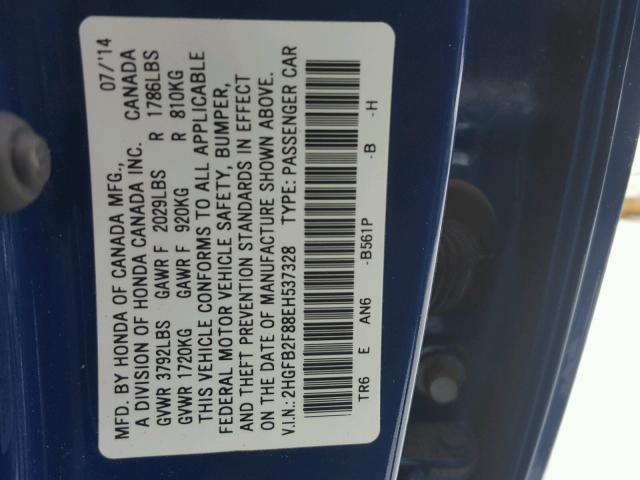 MFD. BY HONDA OF CANADA MFG., 07/'14
A DIVISION OF HONDA CANADA INC. CANADA
GVWR 3792LBS GAWR F 2029LBS R 1786LBS
GVWR 1720KG GAWR F 920KG R 810KG
THIS VEHICLE CONFORMS TO ALL APPLICABLE
FEDERAL MOTOR VEHICLE SAFETY, BUMPER,
AND THEFT PREVENTION STANDARDS IN EFFECT
ON THE DATE OF MANUFACTURE SHOWN ABOVE.
V.I.N.: 2HGFB2F88EH537328 TYPE: PASSENGER CAR
TR6 E AN6 -B561P -B -H